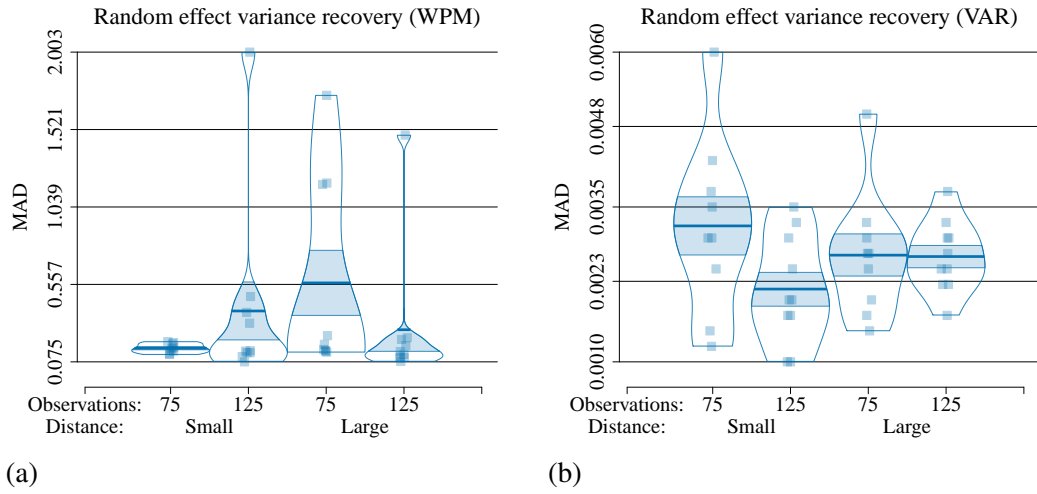 Random effect variance recovery (WPM)
2.003
1.521
1.039
0.557
0.075
MAD
Observations: 75 125 75 125
Distance: Small Large
(a)
Random effect variance recovery (VAR)
0.0060
0.0048
0.0035
0.0023
0.0010
MAD
Observations: 75 125 75 125
Distance: Small Large
(b)